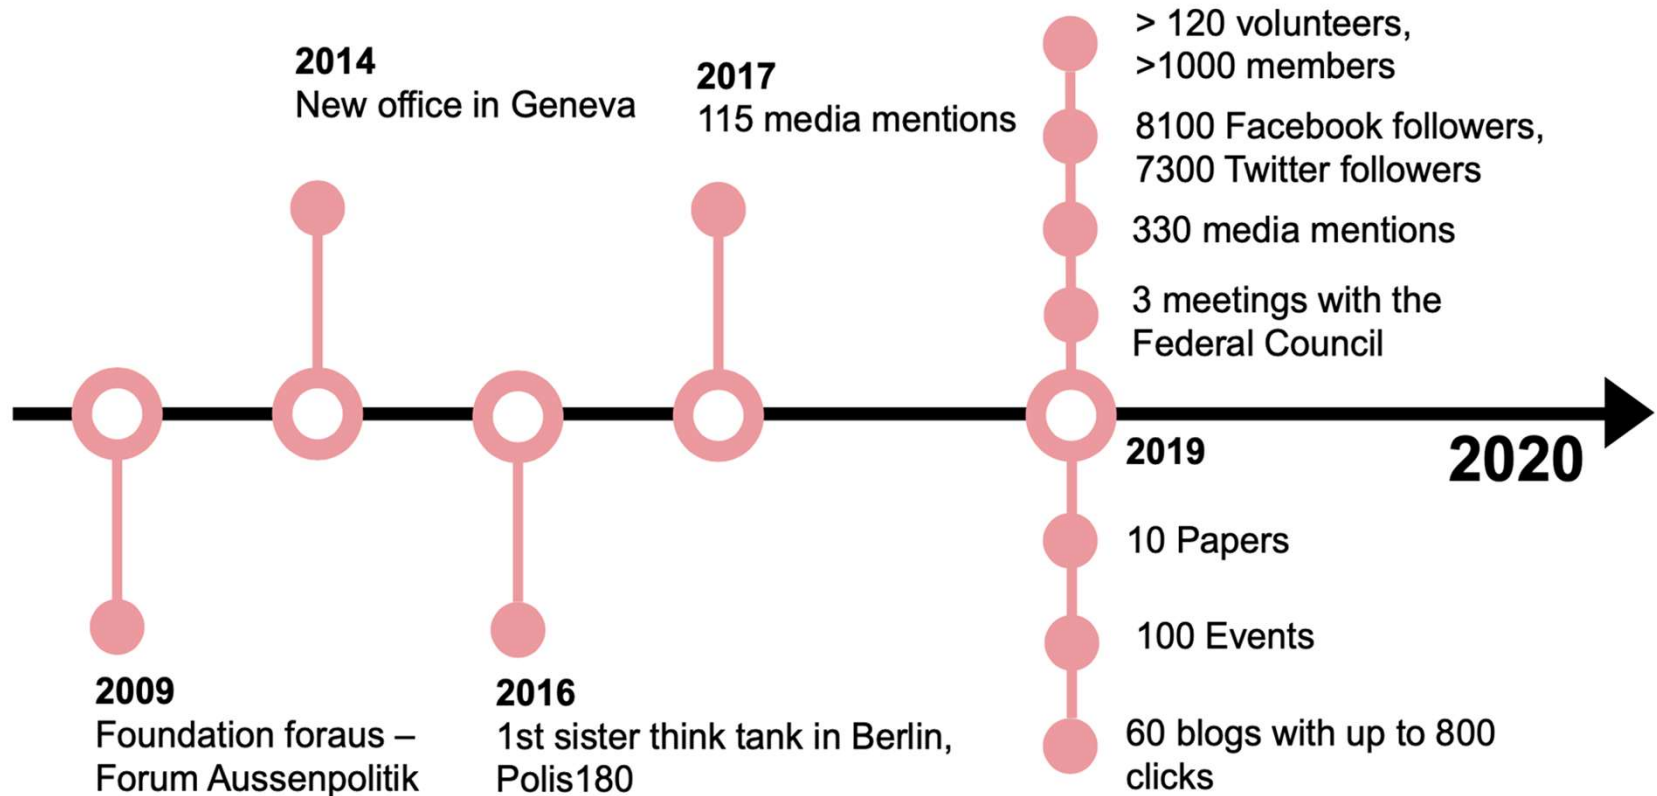 2014
New office in Geneva
2017
115 media mentions
> 120 volunteers,
>1000 members
8100 Facebook followers,
7300 Twitter followers
330 media mentions
3 meetings with the
Federal Council
2019
2020
10 Papers
100 Events
60 blogs with up to 800
clicks
2009
Foundation foraus –
Forum Aussenpolitik
2016
1st sister think tank in Berlin,
Polis180